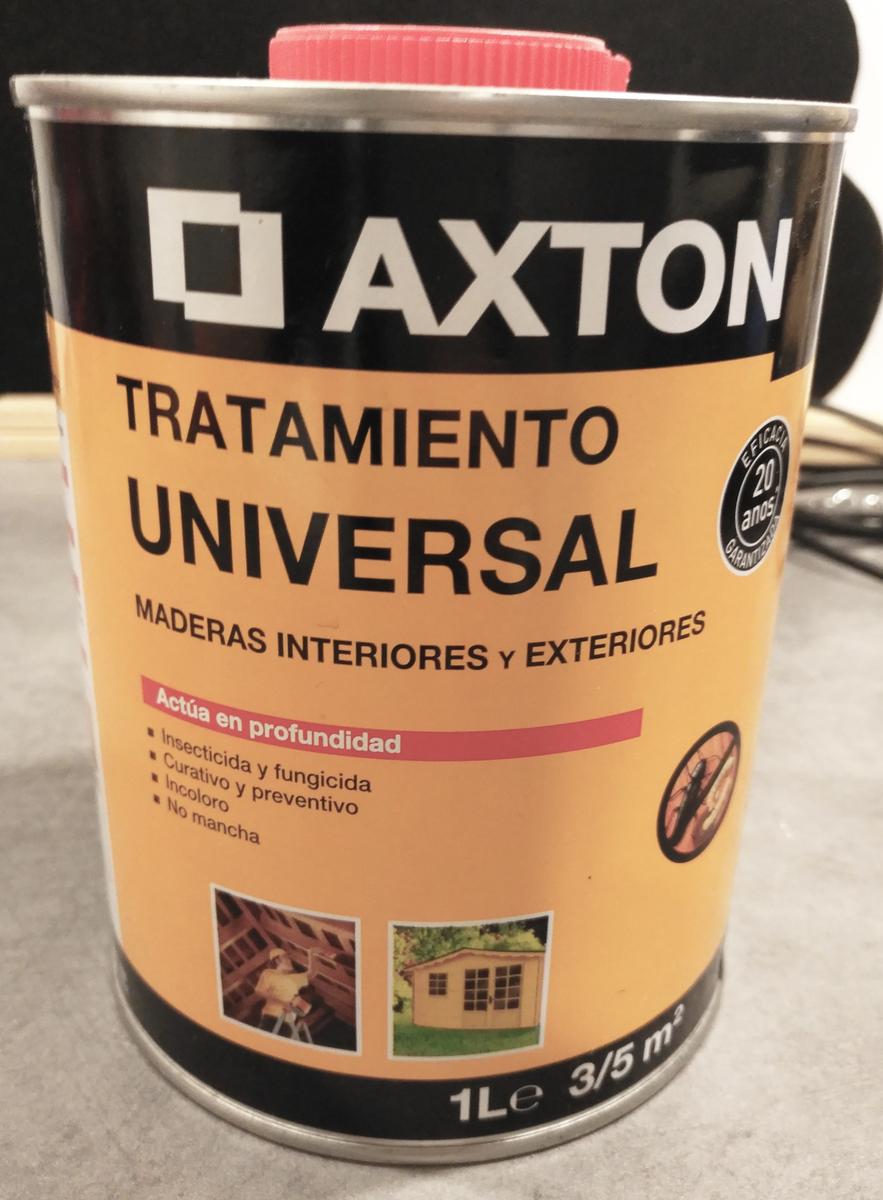 AXTON
TRATAMIENTO
UNIVERSAL
MADERAS INTERIORES Y EXTERIORES
EFICACIA
20
anos
GARANTIZADA
Actúa en profundidad
▪ Insecticida y fungicida
▪ Curativo y preventivo
▪ Incoloro
▪ No mancha
1L℮ 3/5 m²